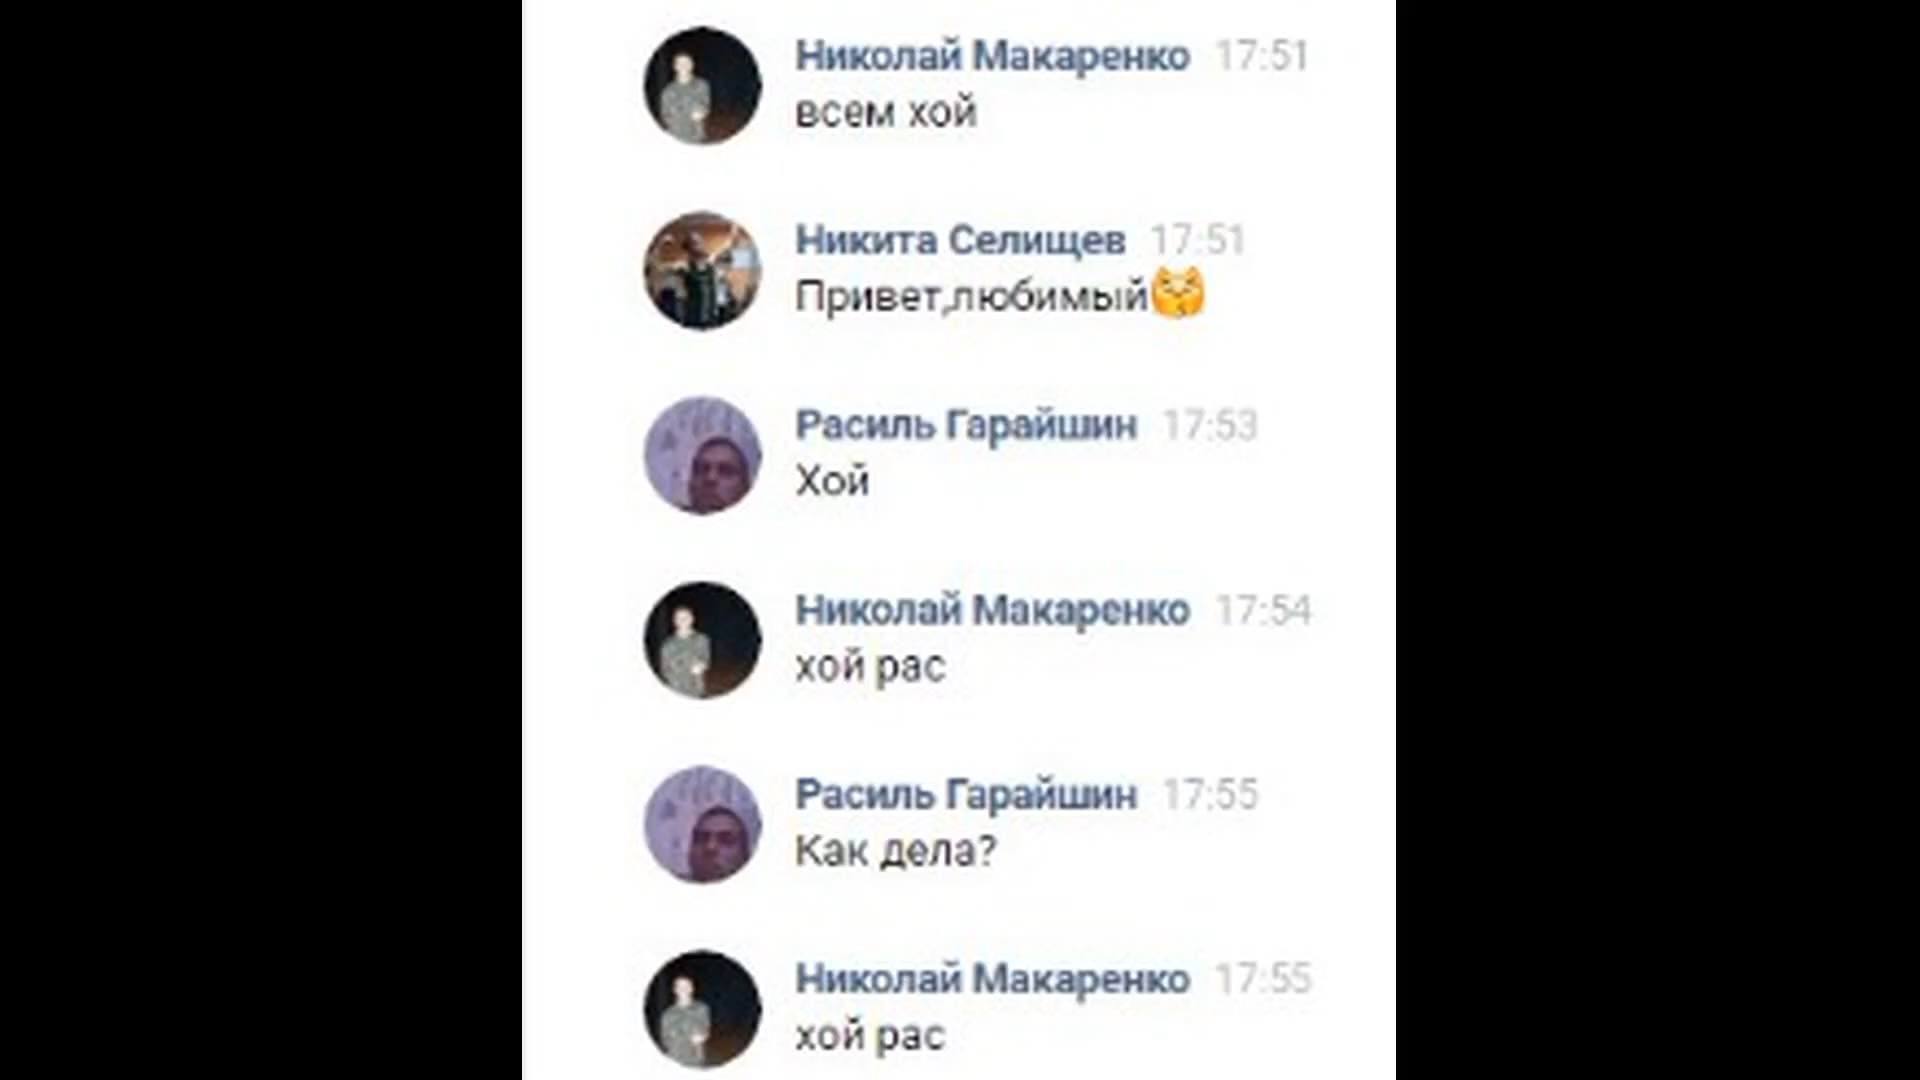 Николай Макаренко 17:51
всем хой
Никита Селищев 17:51
Привет,любимый😽
Расиль Гарайшин 17:53
Хой
Николай Макаренко 17:54
хой рас
Расиль Гарайшин 17:55
Как дела?
Николай Макаренко 17:55
хой рас